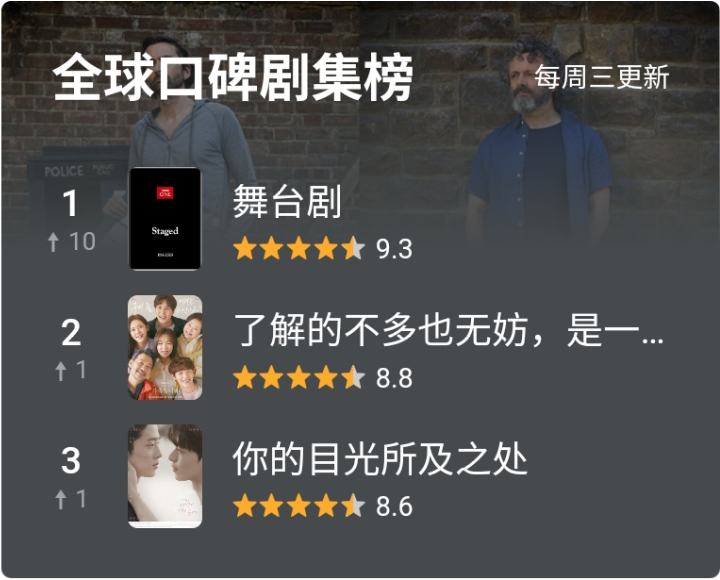 全球口碑剧集榜
每周三更新
POLICE PUBLIC CALL
1
10
Staged
舞台剧
9.3
2
1
了解的不多也无妨，是一...
8.8
3
1
你的目光所及之处
8.6